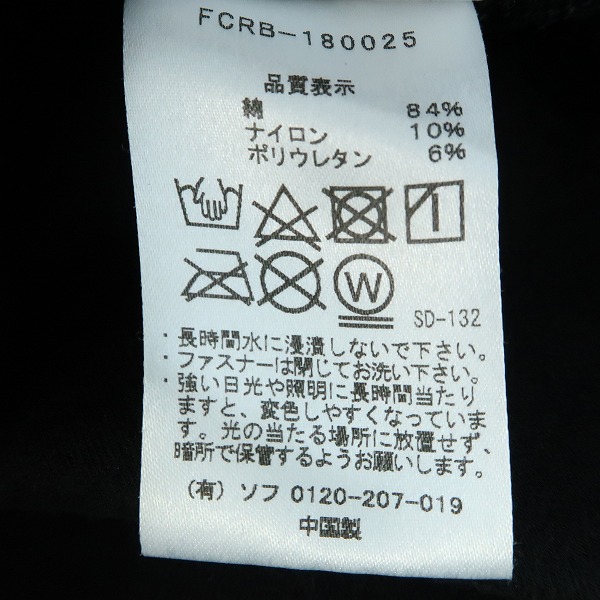 FCRB-180025
品質表示
綿 84%
ナイロン 10%
ポリウレタン 6%
W
SD-132
・長時間水に浸漬しないで下さい。
・ファスナーは閉じてお洗い下さい。
・強い日光や照明に長時間当たり
ますと、変色しやすくなっていま
す。光の当たる場所に放置せず、
暗所で保管するようお願いします。
(有) ソフ 0120-207-019
中国製